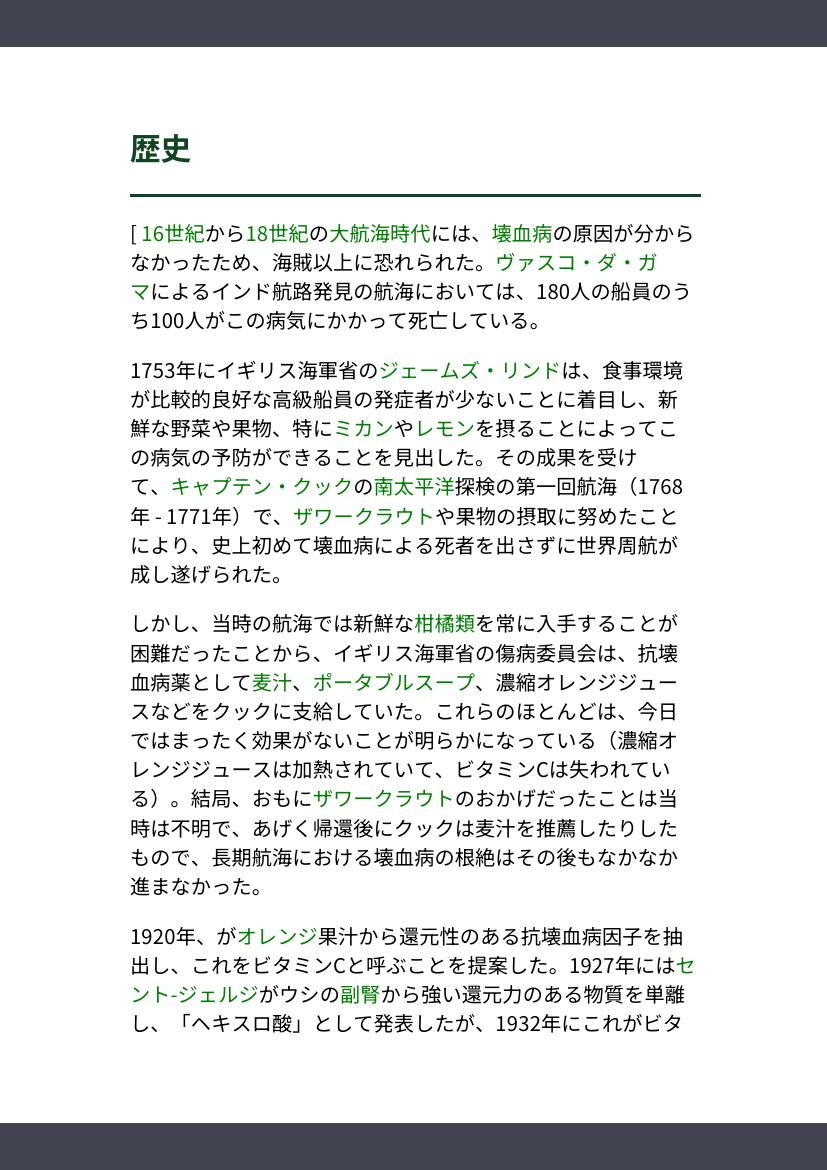 歴史
[ 16世紀から18世紀の大航海時代には、壊血病の原因が分から
なかったため、海賊以上に恐れられた。ヴァスコ・ダ・ガ
マによるインド航路発見の航海においては、180人の船員のう
ち100人がこの病気にかかって死亡している。
1753年にイギリス海軍省のジェームズ・リンドは、食事環境
が比較的良好な高級船員の発症者が少ないことに着目し、新
鮮な野菜や果物、特にミカンやレモンを摂ることによってこ
の病気の予防ができることを見出した。その成果を受け
て、キャプテン・クックの南太平洋探検の第一回航海（1768
年 - 1771年）で、ザワークラウトや果物の摂取に努めたこと
により、史上初めて壊血病による死者を出さずに世界周航が
成し遂げられた。
しかし、当時の航海では新鮮な柑橘類を常に入手することが
困難だったことから、イギリス海軍省の傷病委員会は、抗壊
血病薬として麦汁、ポータブルスープ、濃縮オレンジジュー
スなどをクックに支給していた。これらのほとんどは、今日
ではまったく効果がないことが明らかになっている（濃縮オ
レンジジュースは加熱されていて、ビタミンCは失われてい
る）。結局、おもにザワークラウトのおかげだったことは当
時は不明で、あげく帰還後にクックは麦汁を推薦したりした
もので、長期航海における壊血病の根絶はその後もなかなか
進まなかった。
1920年、がオレンジ果汁から還元性のある抗壊血病因子を抽
出し、これをビタミンCと呼ぶことを提案した。1927年にはセ
ント-ジェルジがウシの副腎から強い還元力のある物質を単離
し、「ヘキスロ酸」として発表したが、1932年にこれがビタ